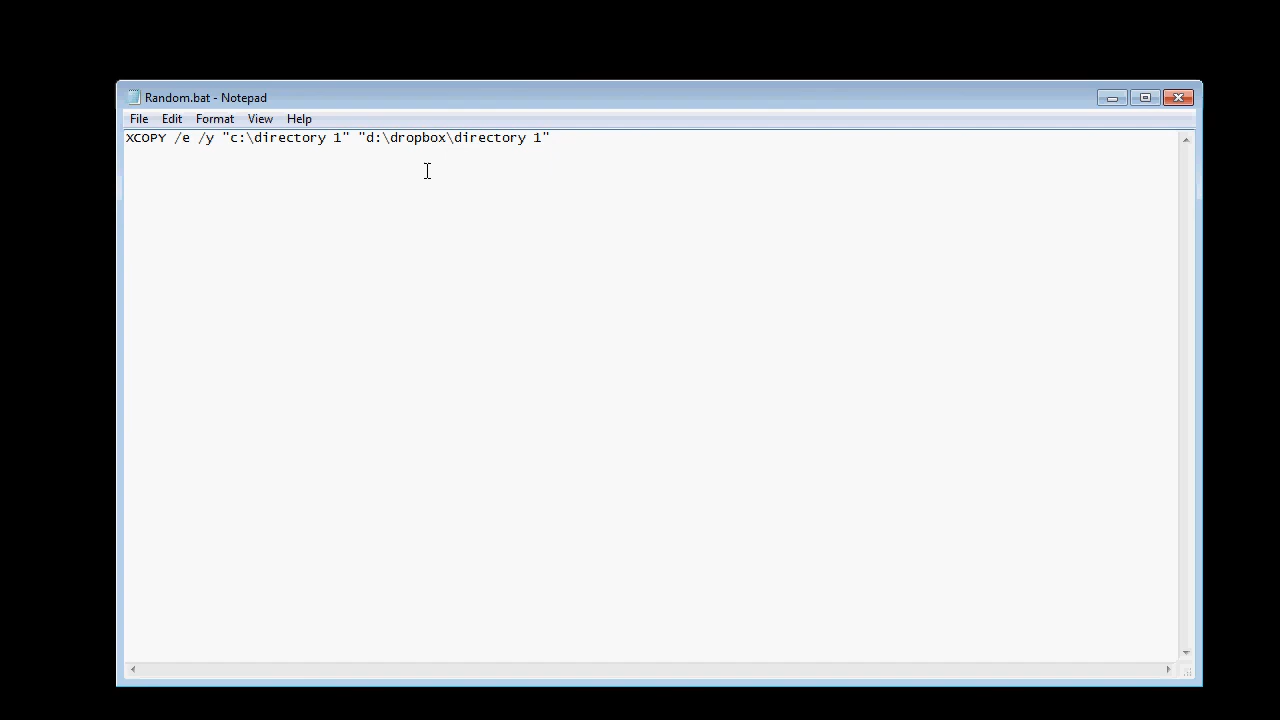 Random.bat - Notepad
File Edit Format View Help
XCOPY /e /y "c:\directory 1" "d:\dropbox\directory 1"